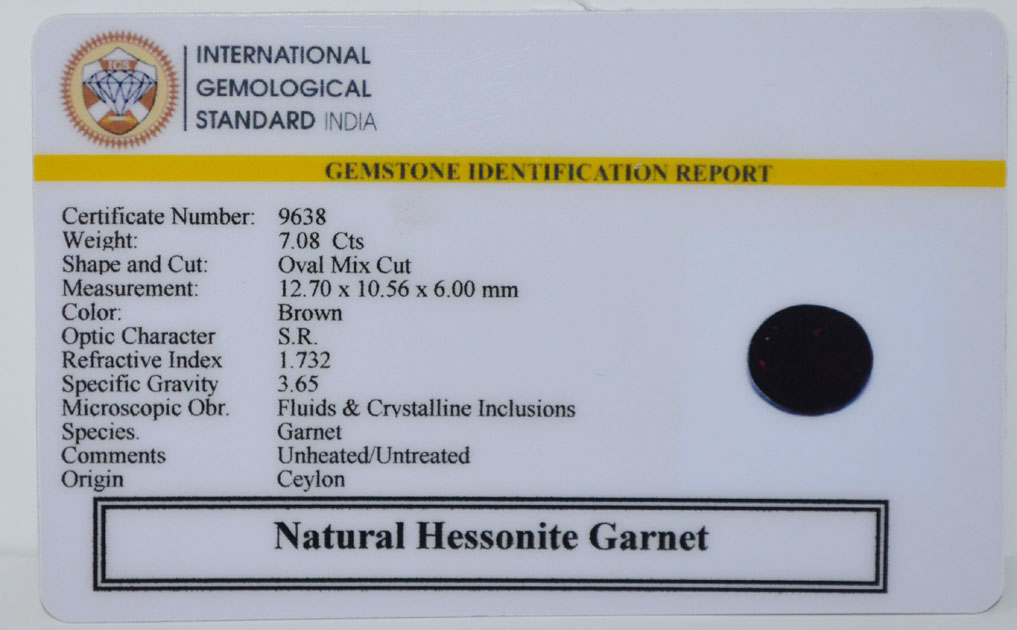 IGS
INTERNATIONAL
GEMOLOGICAL
STANDARD INDIA
GEMSTONE IDENTIFICATION REPORT
Certificate Number: 9638
Weight: 7.08 Cts
Shape and Cut: Oval Mix Cut
Measurement: 12.70 x 10.56 x 6.00 mm
Color: Brown
Optic Character S.R.
Refractive Index 1.732
Specific Gravity 3.65
Microscopic Obr. Fluids & Crystalline Inclusions
Species. Garnet
Comments Unheated/Untreated
Origin Ceylon
Natural Hessonite Garnet